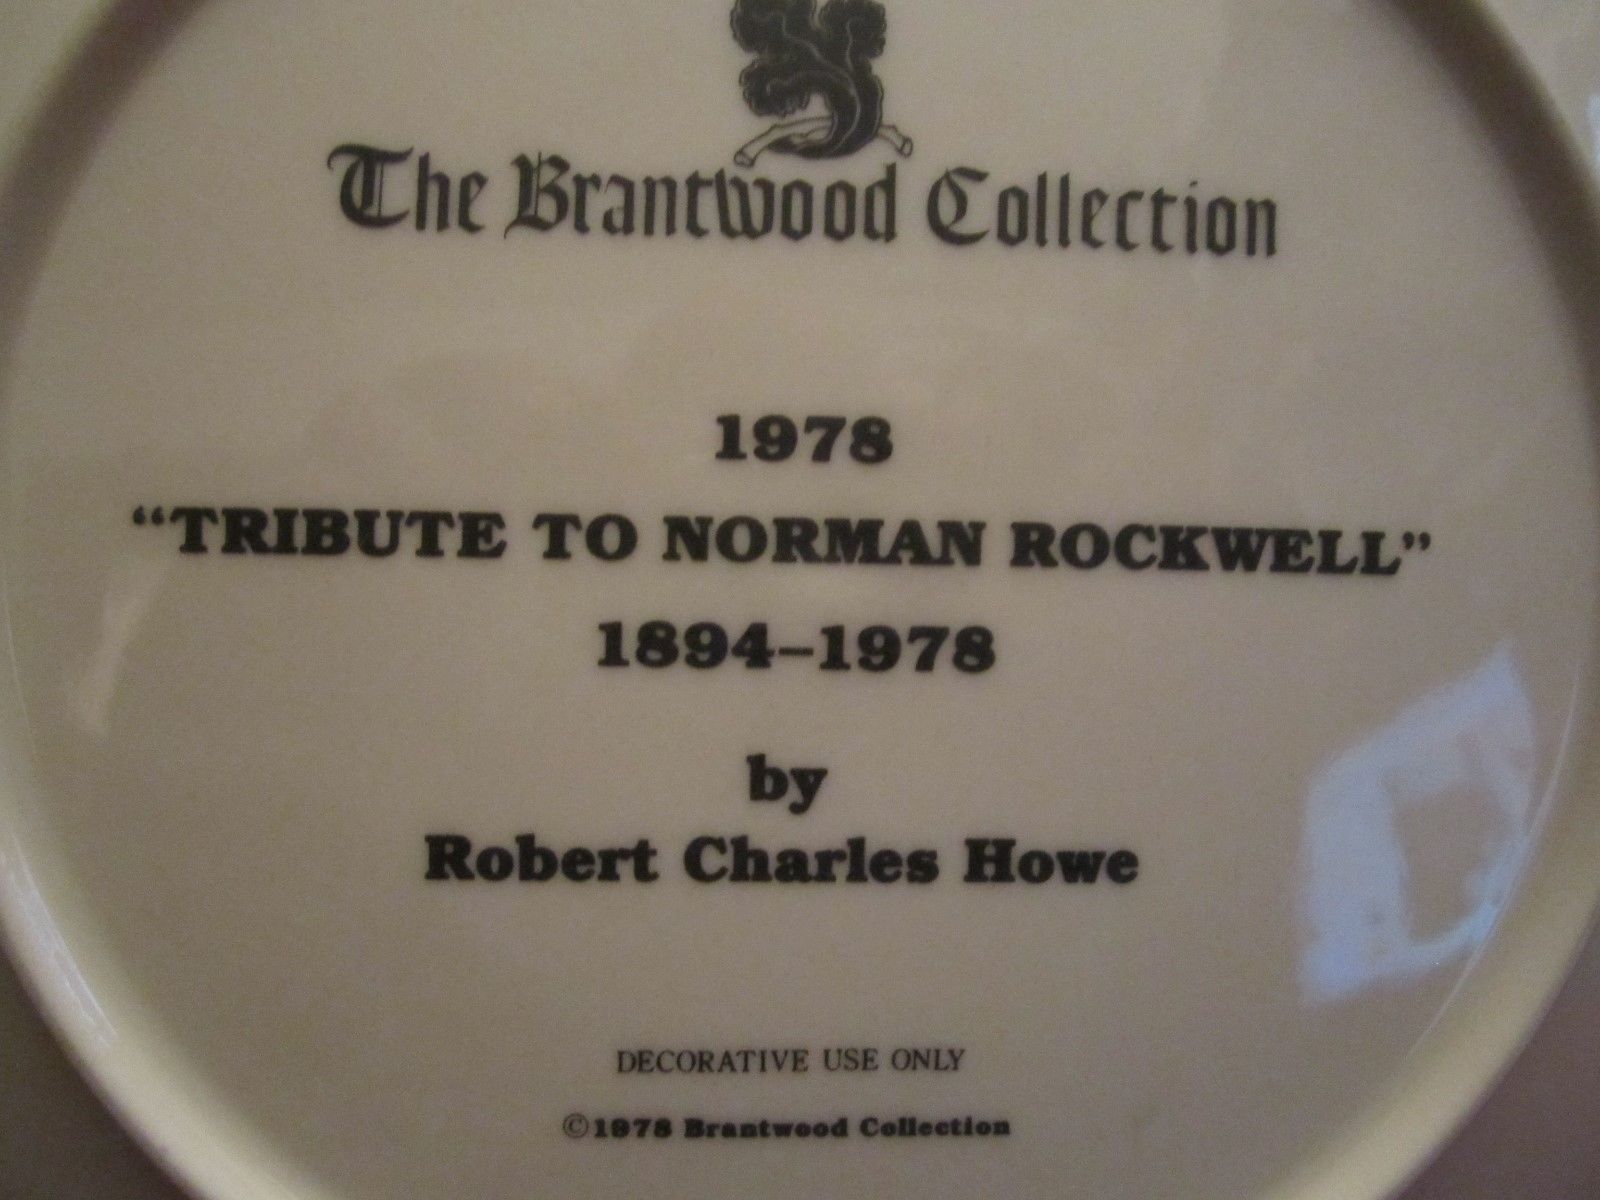 The Brantwood Collection
1978
“TRIBUTE TO NORMAN ROCKWELL”
1894–1978
by
Robert Charles Howe
DECORATIVE USE ONLY
©1978 Brantwood Collection